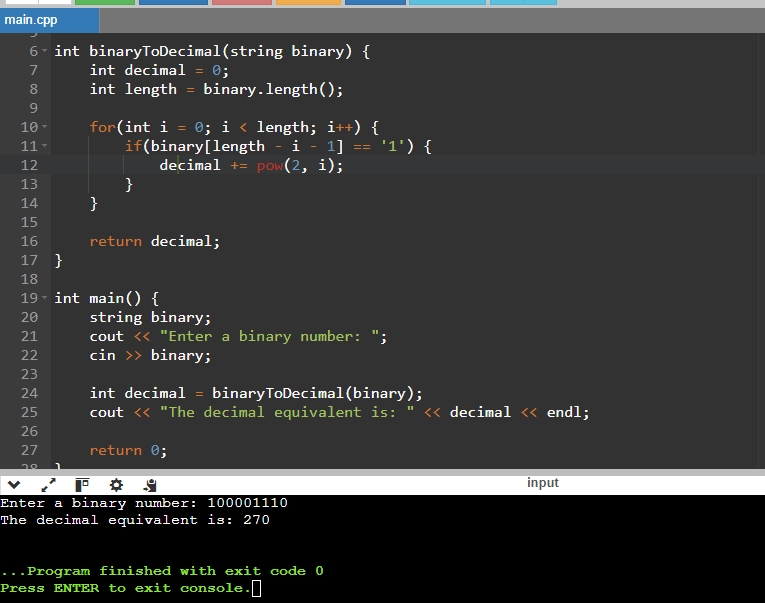 main.cpp
6 int binaryToDecimal(string binary) {
7 int decimal = 0;
8 int length = binary.length();
9
10 for(int i = 0; i < length; i++) {
11 if(binary[length - i - 1] == '1') {
12 decimal += pow(2, i);
13 }
14 }
15
16 return decimal;
17 }
18
19 int main() {
20 string binary;
21 cout << "Enter a binary number: ";
22 cin >> binary;
23
24 int decimal = binaryToDecimal(binary);
25 cout << "The decimal equivalent is: " << decimal << endl;
26
27 return 0;
28 }
input
Enter a binary number: 100001110
The decimal equivalent is: 270
...Program finished with exit code 0
Press ENTER to exit console.